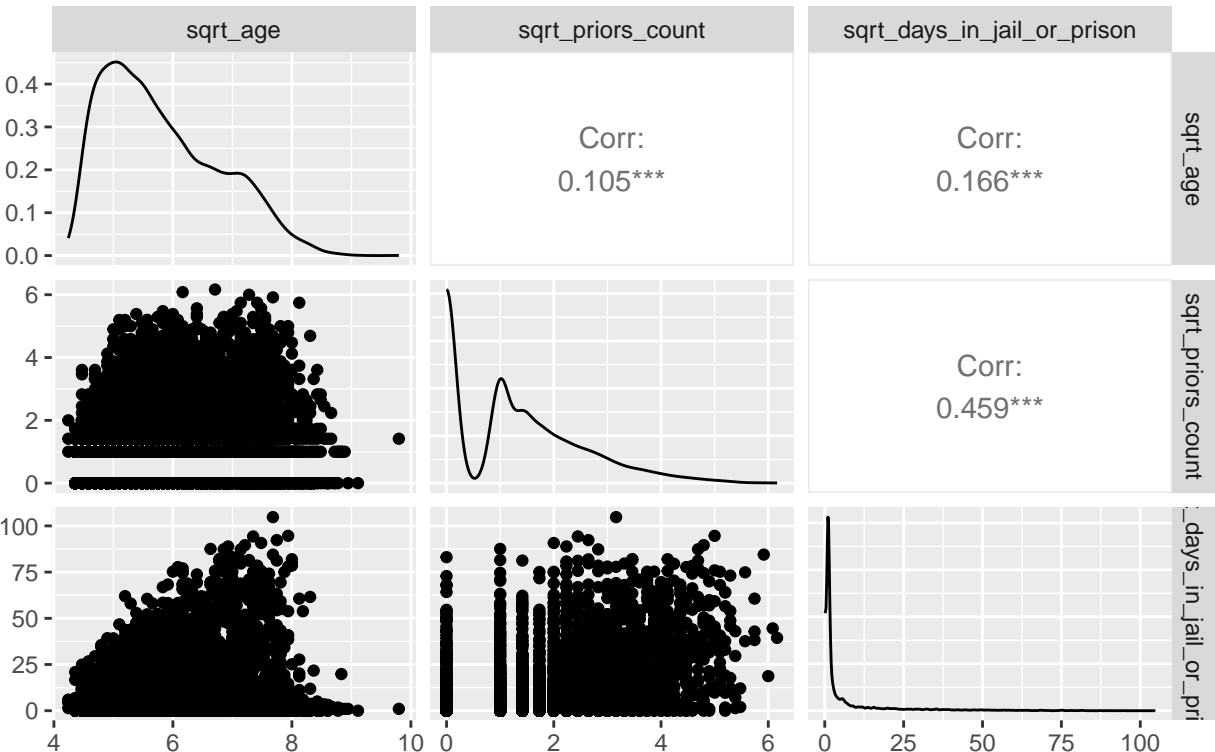 sqrt_age
sqrt_priors_count
sqrt_days_in_jail_or_prison
0.4
0.3
0.2
0.1
0.0
Corr:
0.105***
Corr:
0.166***
sqrt_age
6
4
2
0
Corr:
0.459***
sqrt_priors_count
100
75
50
25
0
_days_in_jail_or_pri
4 6 8 10
0 2 4 6
0 25 50 75 100